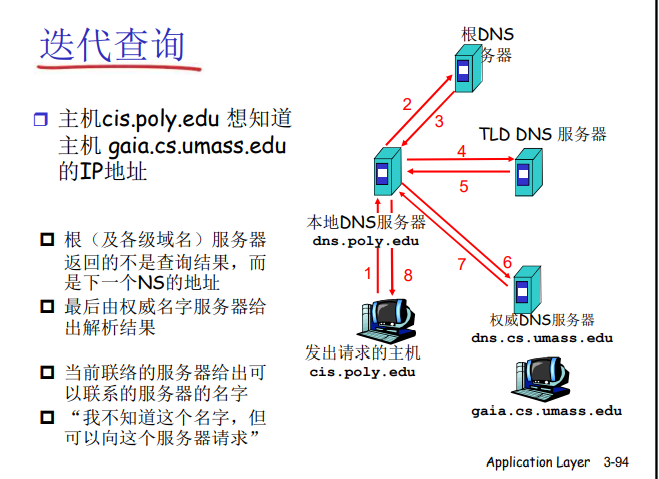 迭代查询
主机cis.poly.edu 想知道
主机 gaia.cs.umass.edu
的IP地址
根（及各级域名）服务器
返回的不是查询结果，而
是下一个NS的地址
最后由权威名字服务器给
出解析结果
当前联络的服务器给出可
以联系的服务器的名字
“我不知道这个名字，但
可以向这个服务器请求”
根DNS
务器
2
3
TLD DNS 服务器
4
5
本地DNS服务器
dns.poly.edu
6
7
1
8
权威DNS服务器
dns.cs.umass.edu
发出请求的主机
cis.poly.edu
gaia.cs.umass.edu
Application Layer 3-94